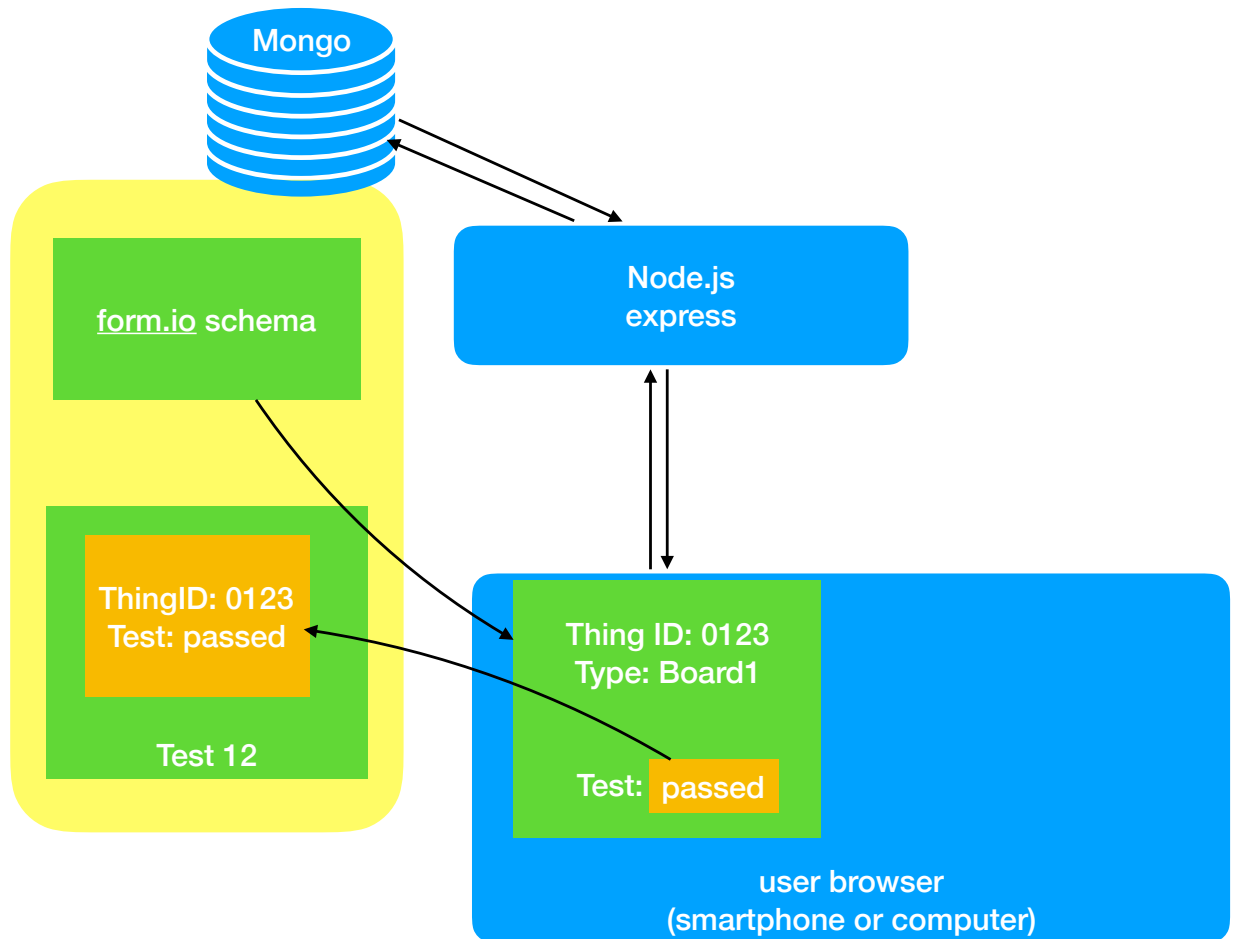 Mongo
Node.js
express
form.io schema
ThingID: 0123
Test: passed
Test 12
Thing ID: 0123
Type: Board1
Test: passed
user browser
(smartphone or computer)